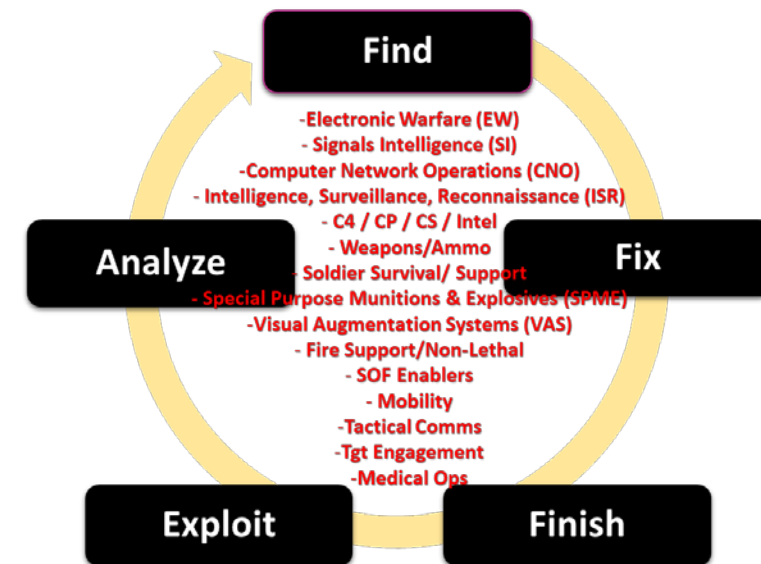 Find
-Electronic Warfare (EW)
- Signals Intelligence (SI)
-Computer Network Operations (CNO)
- Intelligence, Surveillance, Reconnaissance (ISR)
- C4 / CP / CS / Intel
- Weapons/Ammo
Analyze
Fix
- Soldier Survival/ Support
- Special Purpose Munitions & Explosives (SPME)
-Visual Augmentation Systems (VAS)
- Fire Support/Non-Lethal
- SOF Enablers
- Mobility
-Tactical Comms
-Tgt Engagement
-Medical Ops
Exploit
Finish